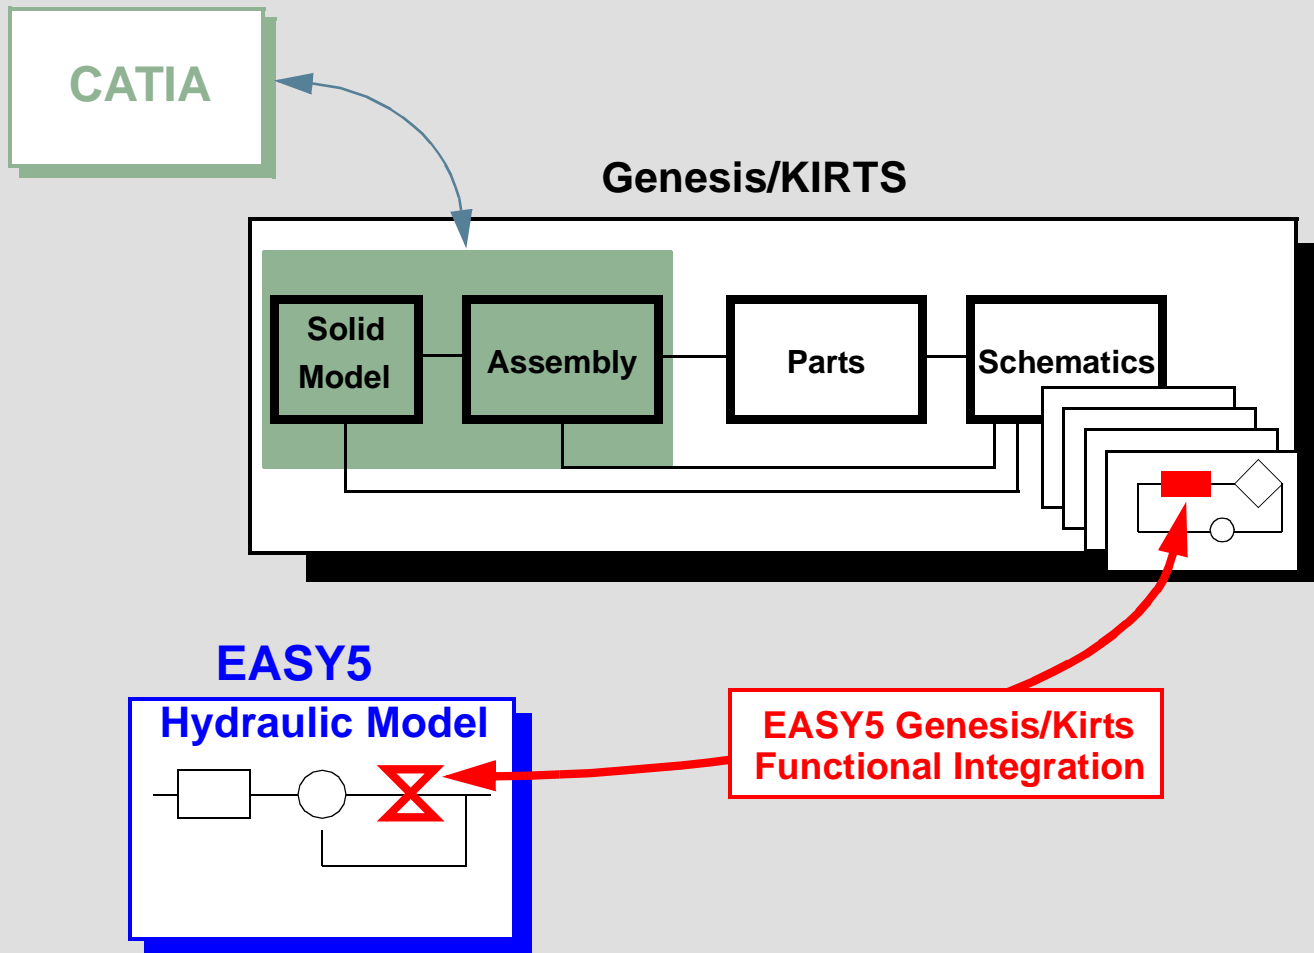 CATIA
Genesis/KIRTS
Solid
Model
Assembly
Parts
Schematics
EASY5
Hydraulic Model
EASY5 Genesis/Kirts
Functional Integration